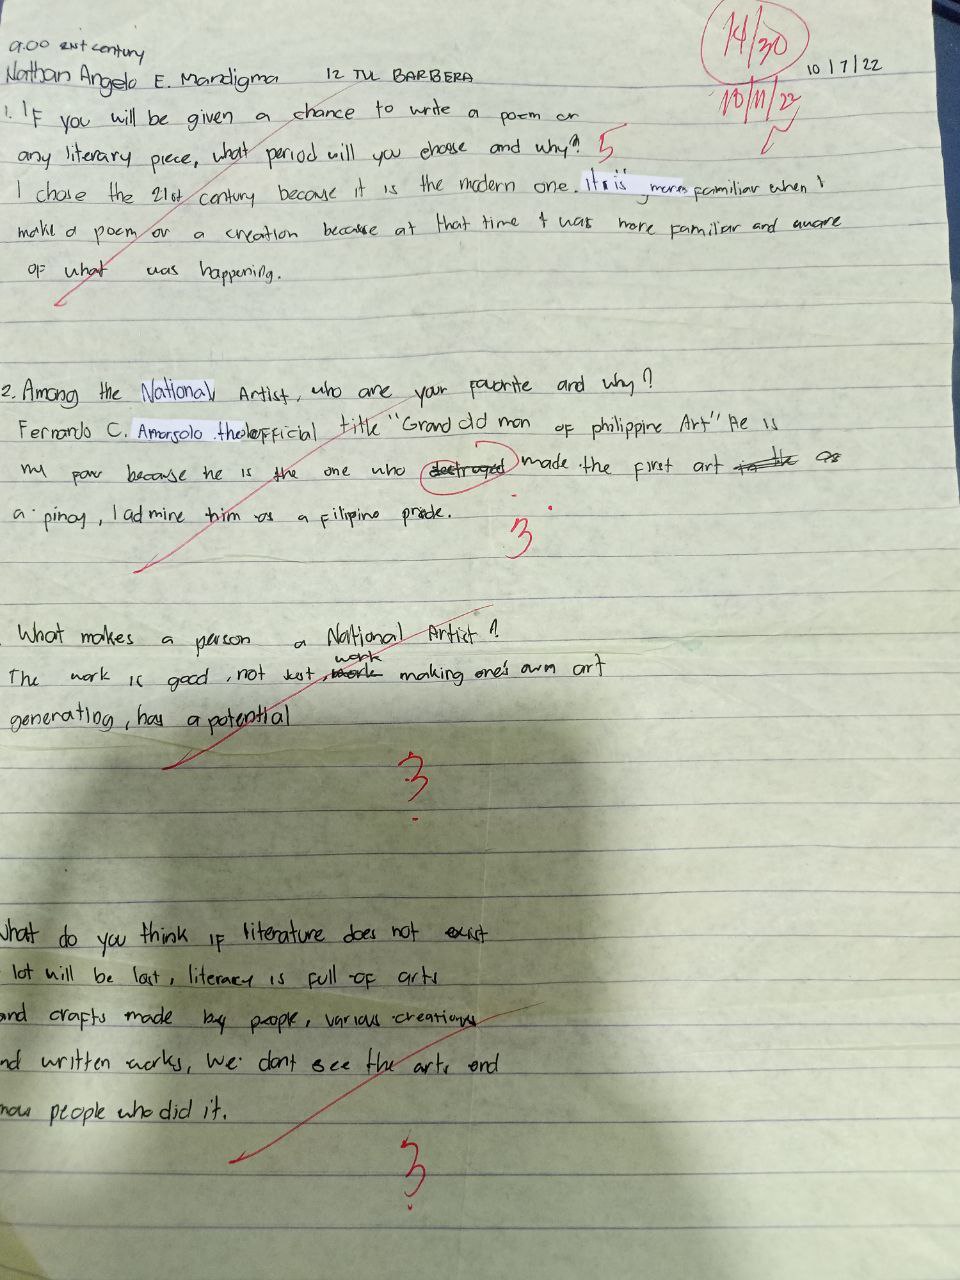 9:00 21st century
Nathan Angelo E. Mandigma 12 TVL BARBERA
14/30
10/7/22
10/11/22
1. If you will be given a chance to write a poem or
any literary piece, what period will you choose and why? 5
I chose the 21st century because it is the modern one. it is more familiar when I
make a poem or a creation because at that time I was more familiar and aware
of what was happening.
2. Among the National Artist, who are your favorite and why?
Fernando C. Amorsolo the official title "Grand old man of philippine Art" He is
my fav because he is the one who destroyed made the first art as
a pinoy, I admire him as a filipino pride.
3
What makes a person a National Artist?
work
The work is good, not just, work making one's own art
generating, has a potential
3
What do you think if literature does not exist
lot will be lost, literacy is full of arts
and crafts made by people, various creations
nd written works, We dont see the arts and
now people who did it.
3